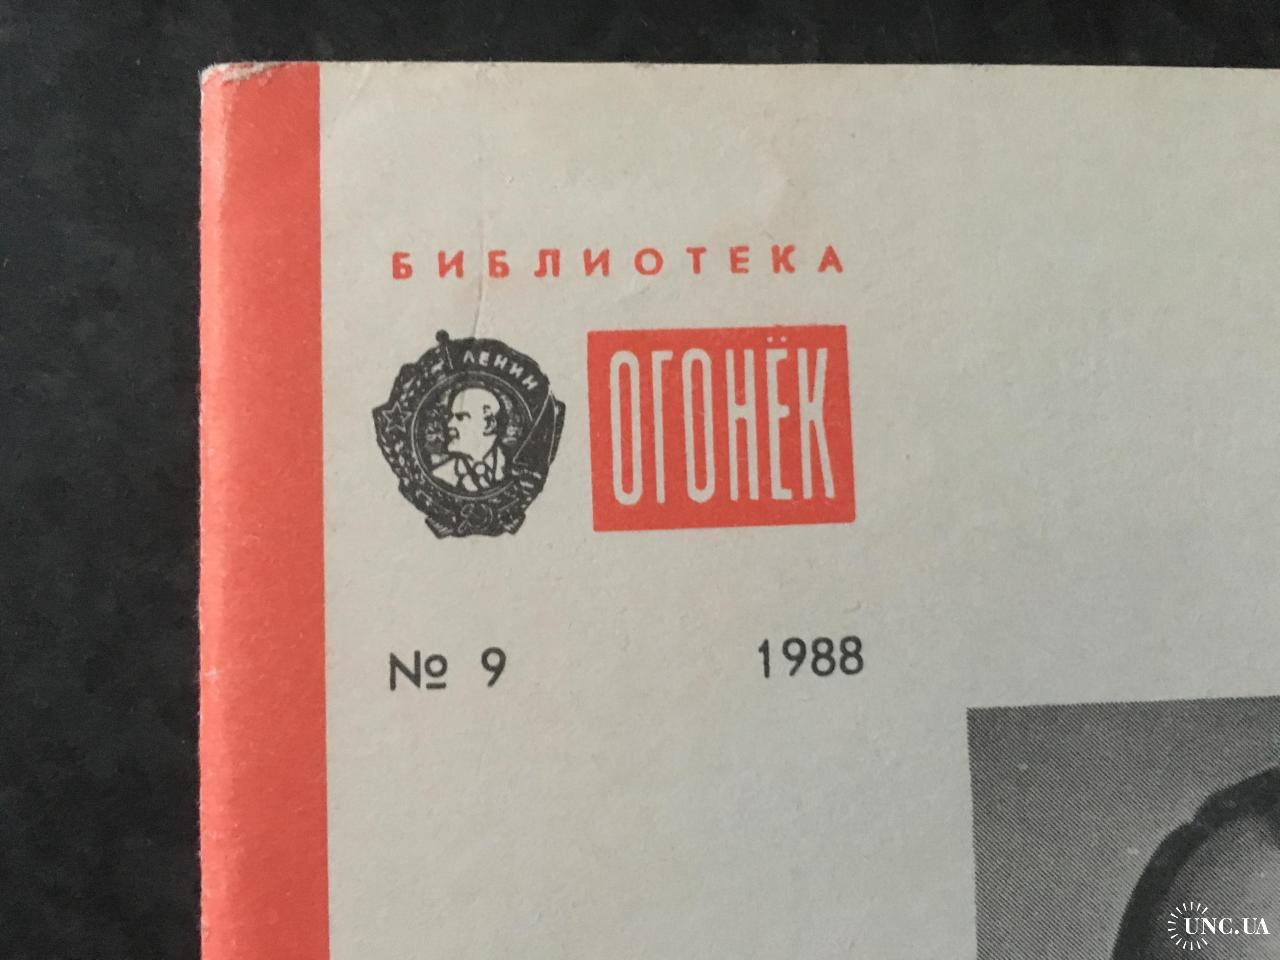 БИБЛИОТЕКА
ЛЕНИН
ОГОНЁК
№ 9 1988
UNC.UA